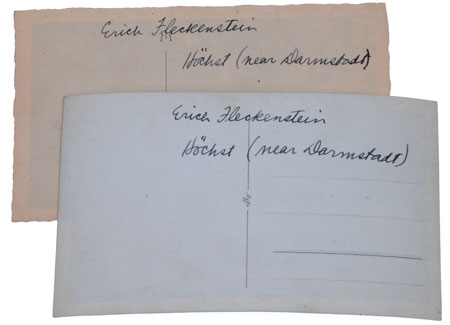 Erich Fleckenstein
Höchst (near Darmstadt)
Erich Fleckenstein
Höchst (near Darmstadt)